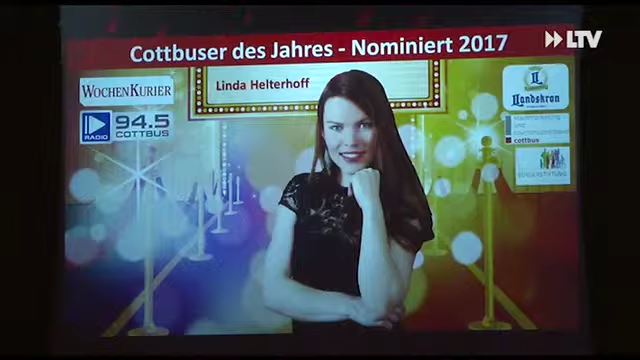 Cottbuser des Jahres - Nominiert 2017
LTV
WOCHENKURIER
Linda Helterhoff
Landskron
RADIO
94.5
COTTBUS
cottbus